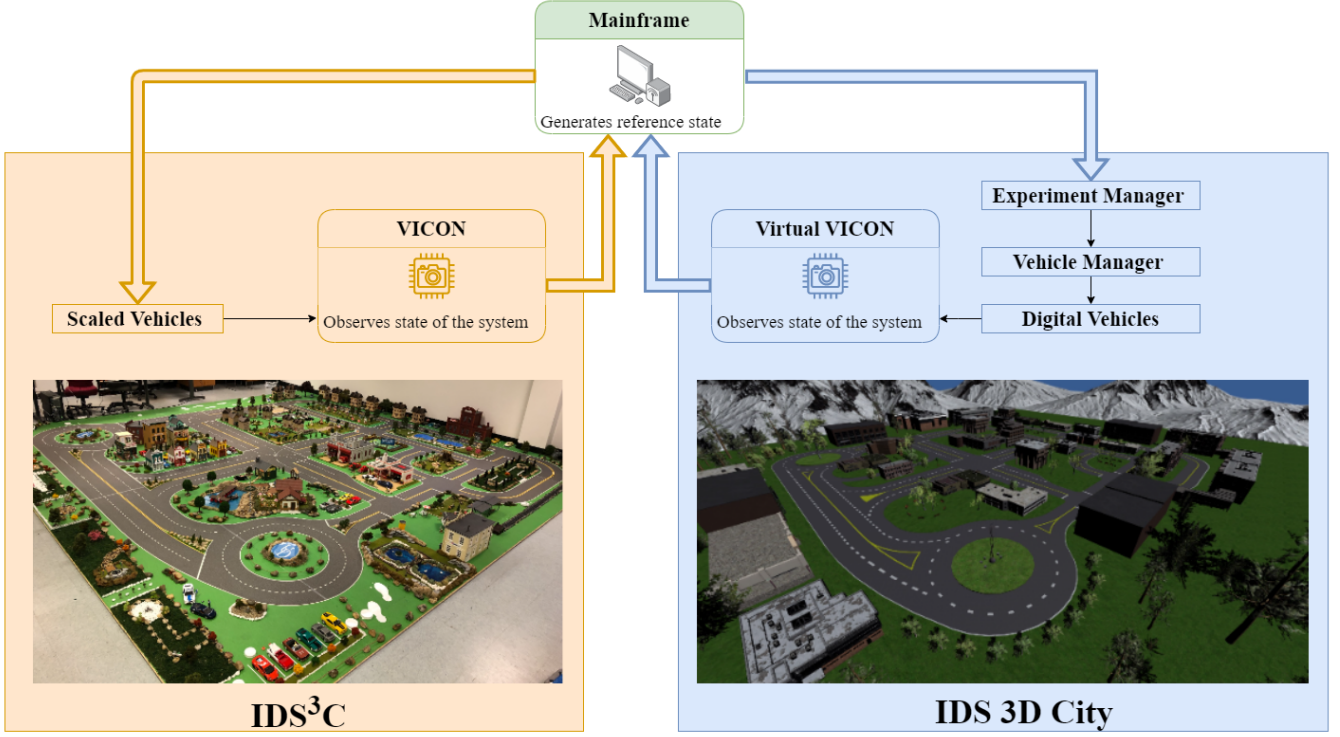 Mainframe
Generates reference state
VICON
Observes state of the system
Scaled Vehicles
IDS³C
Experiment Manager
Vehicle Manager
Digital Vehicles
Virtual VICON
Observes state of the system
IDS 3D City